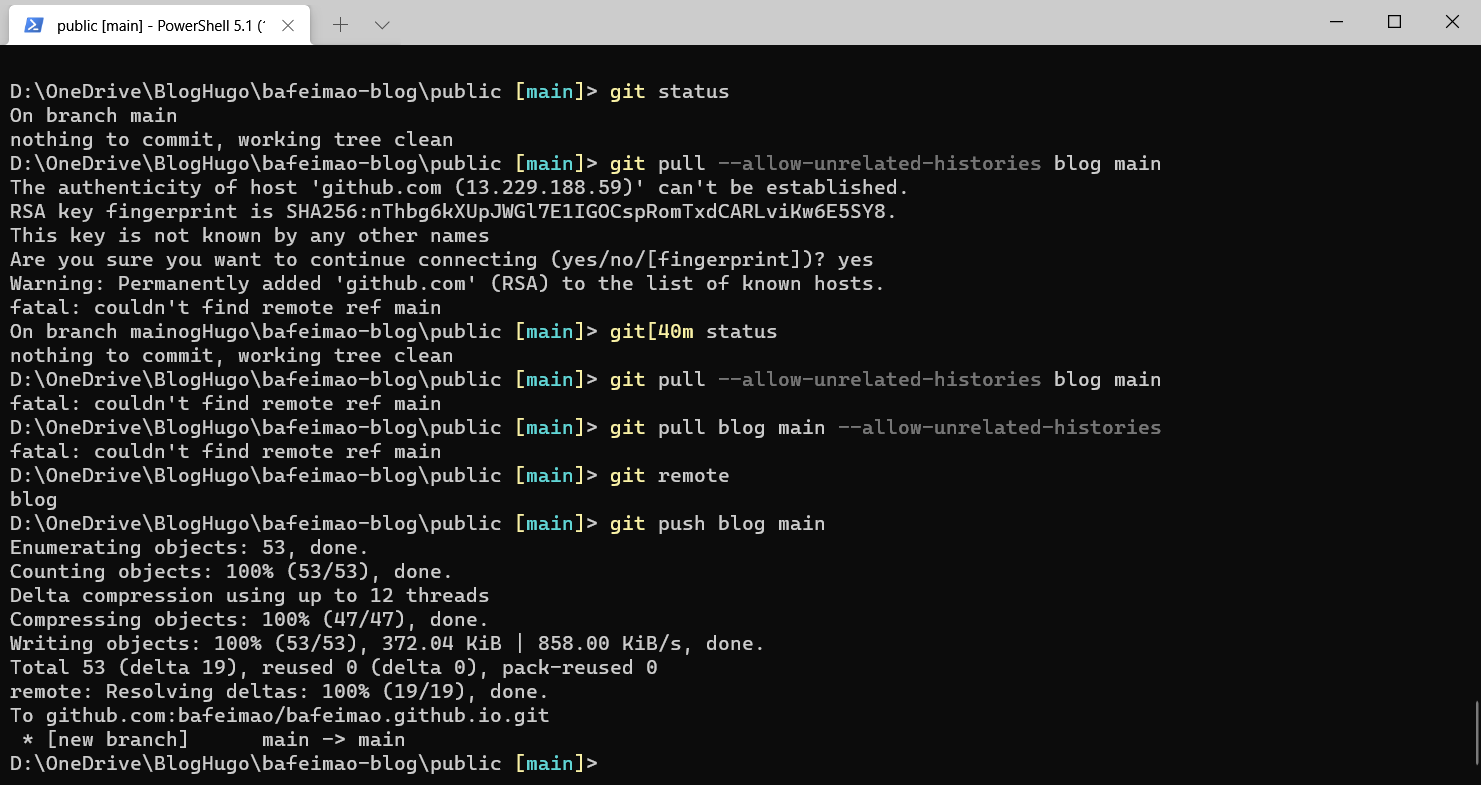 public [main] - PowerShell 5.1 (
D:\OneDrive\BlogHugo\bafeimao-blog\public [main]> git status
On branch main
nothing to commit, working tree clean
D:\OneDrive\BlogHugo\bafeimao-blog\public [main]> git pull --allow-unrelated-histories blog main
The authenticity of host 'github.com (13.229.188.59)' can't be established.
RSA key fingerprint is SHA256:nThbg6kXUpJWGl7E1IGOCspRomTxdCARLviKw6E5SY8.
This key is not known by any other names
Are you sure you want to continue connecting (yes/no/[fingerprint])? yes
Warning: Permanently added 'github.com' (RSA) to the list of known hosts.
fatal: couldn't find remote ref main
On branch mainogHugo\bafeimao-blog\public [main]> git[40m status
nothing to commit, working tree clean
D:\OneDrive\BlogHugo\bafeimao-blog\public [main]> git pull --allow-unrelated-histories blog main
fatal: couldn't find remote ref main
D:\OneDrive\BlogHugo\bafeimao-blog\public [main]> git pull blog main --allow-unrelated-histories
fatal: couldn't find remote ref main
D:\OneDrive\BlogHugo\bafeimao-blog\public [main]> git remote
blog
D:\OneDrive\BlogHugo\bafeimao-blog\public [main]> git push blog main
Enumerating objects: 53, done.
Counting objects: 100% (53/53), done.
Delta compression using up to 12 threads
Compressing objects: 100% (47/47), done.
Writing objects: 100% (53/53), 372.04 KiB | 858.00 KiB/s, done.
Total 53 (delta 19), reused 0 (delta 0), pack-reused 0
remote: Resolving deltas: 100% (19/19), done.
To github.com:bafeimao/bafeimao.github.io.git
 * [new branch]      main -> main
D:\OneDrive\BlogHugo\bafeimao-blog\public [main]>